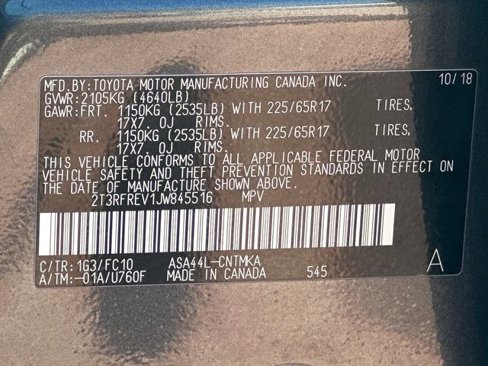 MFD.BY:TOYOTA MOTOR MANUFACTURING CANADA INC. 10/18
GVWR:2105KG (4640LB)
GAWR:FRT. 1150KG (2535LB) WITH 225/65R17 TIRES,
17X7.0J RIMS,
RR. 1150KG (2535LB) WITH 225/65R17 TIRES,
17X7.0J RIMS,
THIS VEHICLE CONFORMS TO ALL APPLICABLE FEDERAL MOTOR
VEHICLE SAFETY AND THEFT PREVENTION STANDARDS IN EFFECT ON
THE DATE OF MANUFACTURE SHOWN ABOVE.
2T3RFREV1JW845516 MPV
C/TR:1G3/FC10 ASA44L-CNTMKA
A/TM:-01A/U760F MADE IN CANADA 545 A